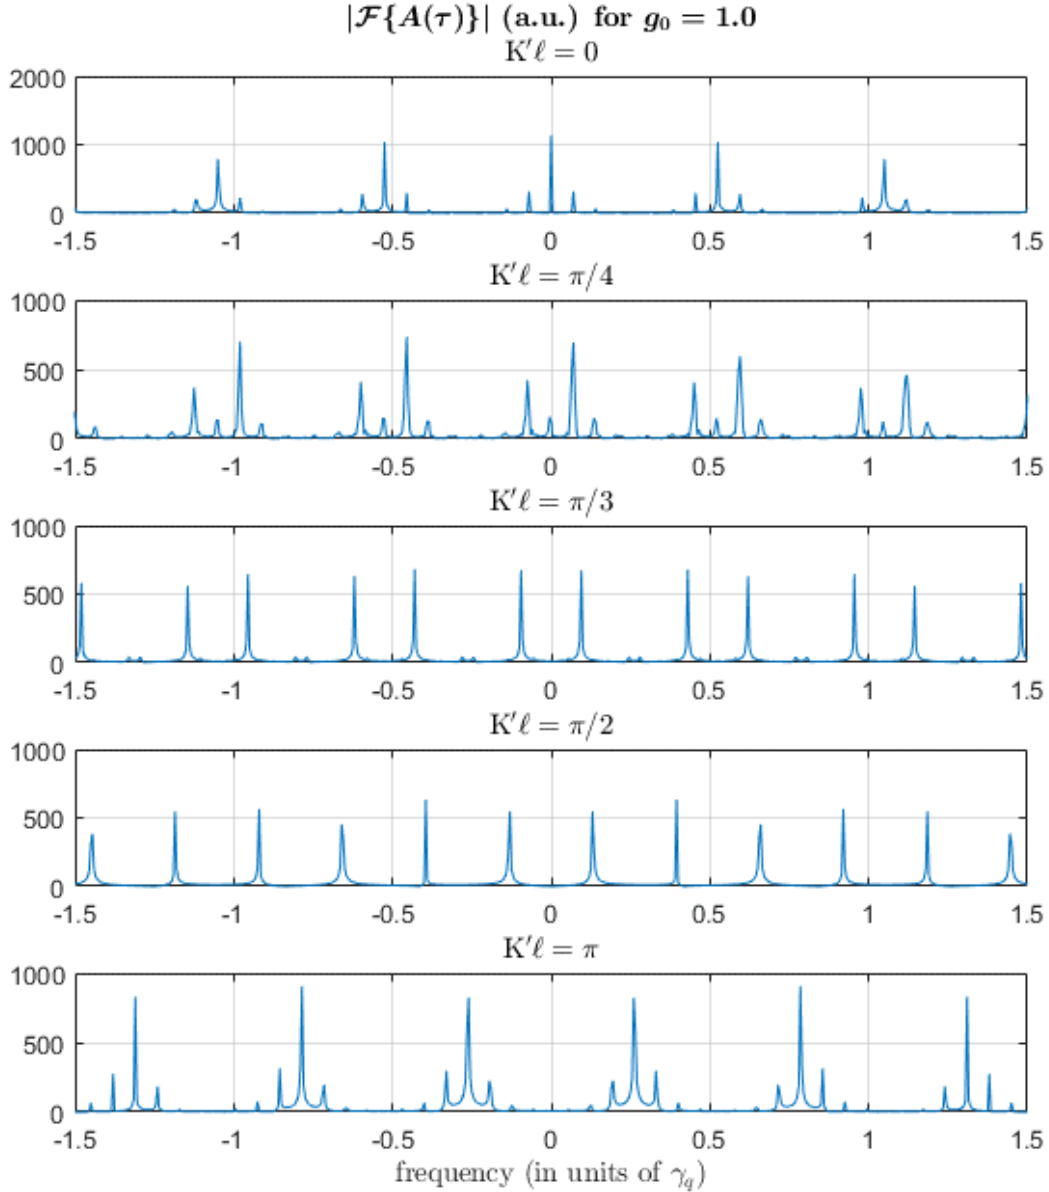 |𝓕{A(τ)}| (a.u.) for g₀ = 1.0
K′ℓ = 0
2000
1000
0
-1.5 -1 -0.5 0 0.5 1 1.5
K′ℓ = π/4
1000
500
0
-1.5 -1 -0.5 0 0.5 1 1.5
K′ℓ = π/3
1000
500
0
-1.5 -1 -0.5 0 0.5 1 1.5
K′ℓ = π/2
1000
500
0
-1.5 -1 -0.5 0 0.5 1 1.5
K′ℓ = π
1000
500
0
-1.5 -1 -0.5 0 0.5 1 1.5
frequency (in units of γ_q)